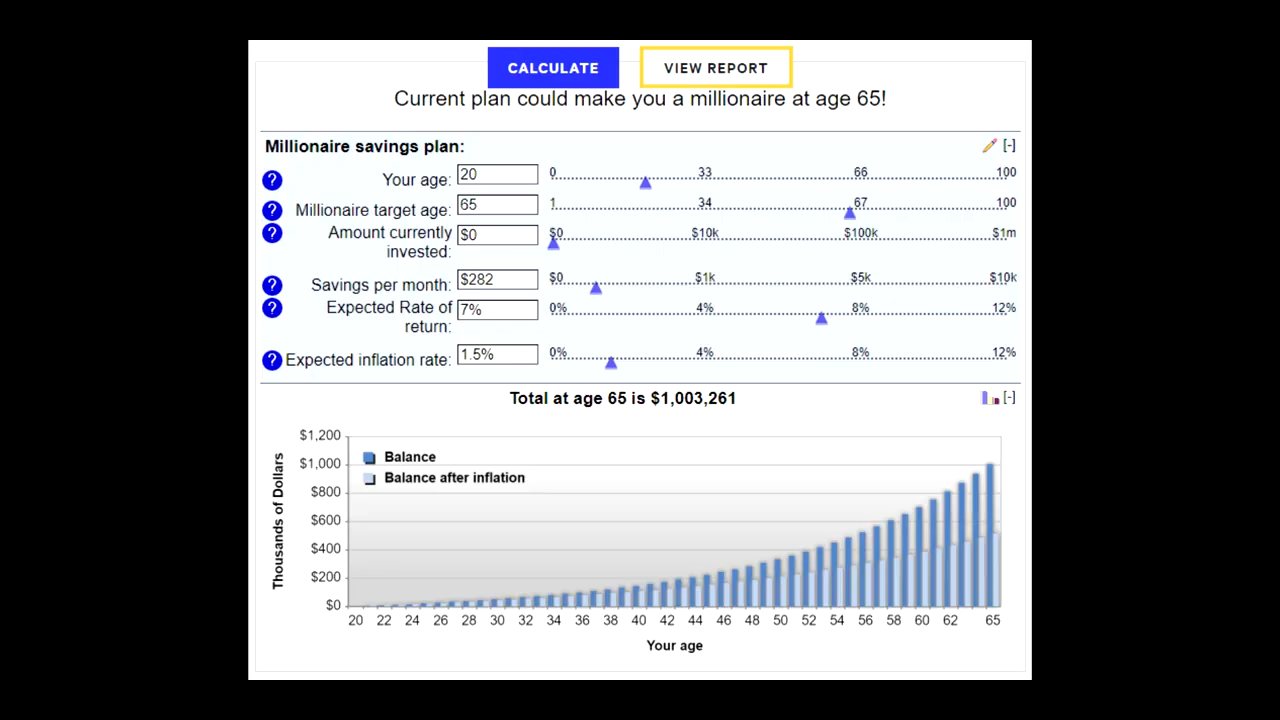 CALCULATE VIEW REPORT
Current plan could make you a millionaire at age 65!
Millionaire savings plan: [-]
? Your age: 20 0 33 66 100
? Millionaire target age: 65 1 34 67 100
? Amount currently invested: $0 $0 $10k $100k $1m
? Savings per month: $282 $0 $1k $5k $10k
? Expected Rate of return: 7% 0% 4% 8% 12%
? Expected inflation rate: 1.5% 0% 4% 8% 12%
Total at age 65 is $1,003,261 [-]
Thousands of Dollars
$1,200
$1,000
$800
$600
$400
$200
$0
Balance
Balance after inflation
20 22 24 26 28 30 32 34 36 38 40 42 44 46 48 50 52 54 56 58 60 62 65
Your age